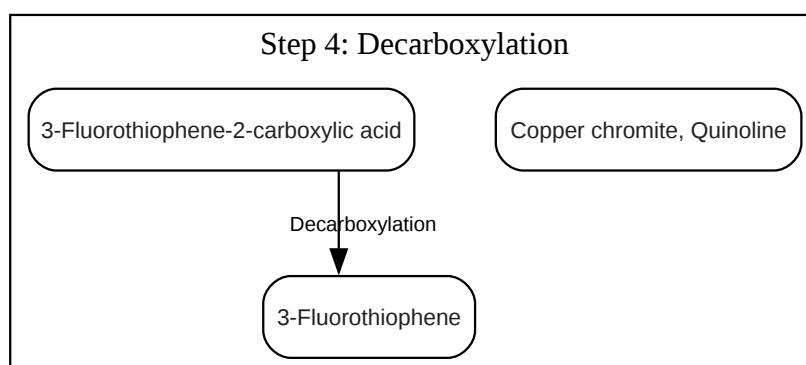 Step 4: Decarboxylation
3-Fluorothiophene-2-carboxylic acid
Copper chromite, Quinoline
Decarboxylation
3-Fluorothiophene